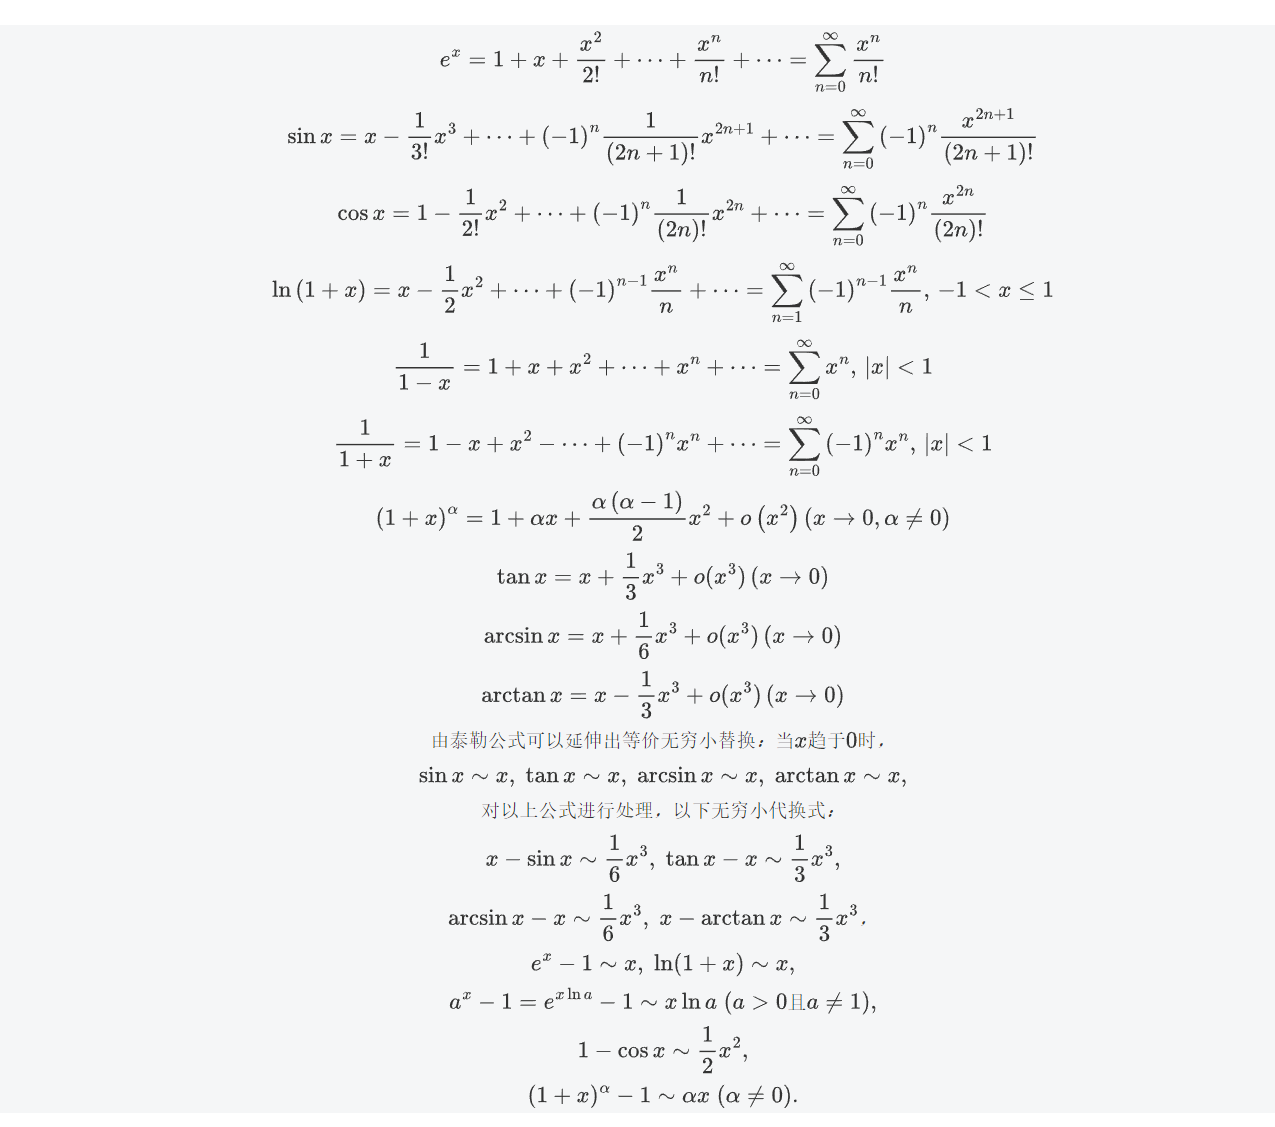 $e^x = 1 + x + \frac{x^2}{2!} + \cdots + \frac{x^n}{n!} + \cdots = \sum_{n=0}^{\infty} \frac{x^n}{n!}$
$\sin x = x - \frac{1}{3!}x^3 + \cdots + (-1)^n \frac{1}{(2n+1)!}x^{2n+1} + \cdots = \sum_{n=0}^{\infty} (-1)^n \frac{x^{2n+1}}{(2n+1)!}$
$\cos x = 1 - \frac{1}{2!}x^2 + \cdots + (-1)^n \frac{1}{(2n)!}x^{2n} + \cdots = \sum_{n=0}^{\infty} (-1)^n \frac{x^{2n}}{(2n)!}$
$\ln(1+x) = x - \frac{1}{2}x^2 + \cdots + (-1)^{n-1} \frac{x^n}{n} + \cdots = \sum_{n=1}^{\infty} (-1)^{n-1} \frac{x^n}{n}, -1 < x \leq 1$
$\frac{1}{1-x} = 1 + x + x^2 + \cdots + x^n + \cdots = \sum_{n=0}^{\infty} x^n, |x| < 1$
$\frac{1}{1+x} = 1 - x + x^2 - \cdots + (-1)^n x^n + \cdots = \sum_{n=0}^{\infty} (-1)^n x^n, |x| < 1$
$(1+x)^\alpha = 1 + \alpha x + \frac{\alpha(\alpha-1)}{2}x^2 + o(x^2)(x \to 0, \alpha \neq 0)$
$\tan x = x + \frac{1}{3}x^3 + o(x^3)(x \to 0)$
$\arcsin x = x + \frac{1}{6}x^3 + o(x^3)(x \to 0)$
$\arctan x = x - \frac{1}{3}x^3 + o(x^3)(x \to 0)$
由泰勒公式可以延伸出等价无穷小替换：当$x$趋于0时，
$\sin x \sim x, \tan x \sim x, \arcsin x \sim x, \arctan x \sim x,$
对以上公式进行处理，以下无穷小代换式：
$x - \sin x \sim \frac{1}{6}x^3, \tan x - x \sim \frac{1}{3}x^3,$
$\arcsin x - x \sim \frac{1}{6}x^3, x - \arctan x \sim \frac{1}{3}x^3$，
$e^x - 1 \sim x, \ln(1+x) \sim x,$
$a^x - 1 = e^{x \ln a} - 1 \sim x \ln a \ (a > 0$且$a \neq 1),$
$1 - \cos x \sim \frac{1}{2}x^2,$
$(1+x)^\alpha - 1 \sim \alpha x \ (\alpha \neq 0).$